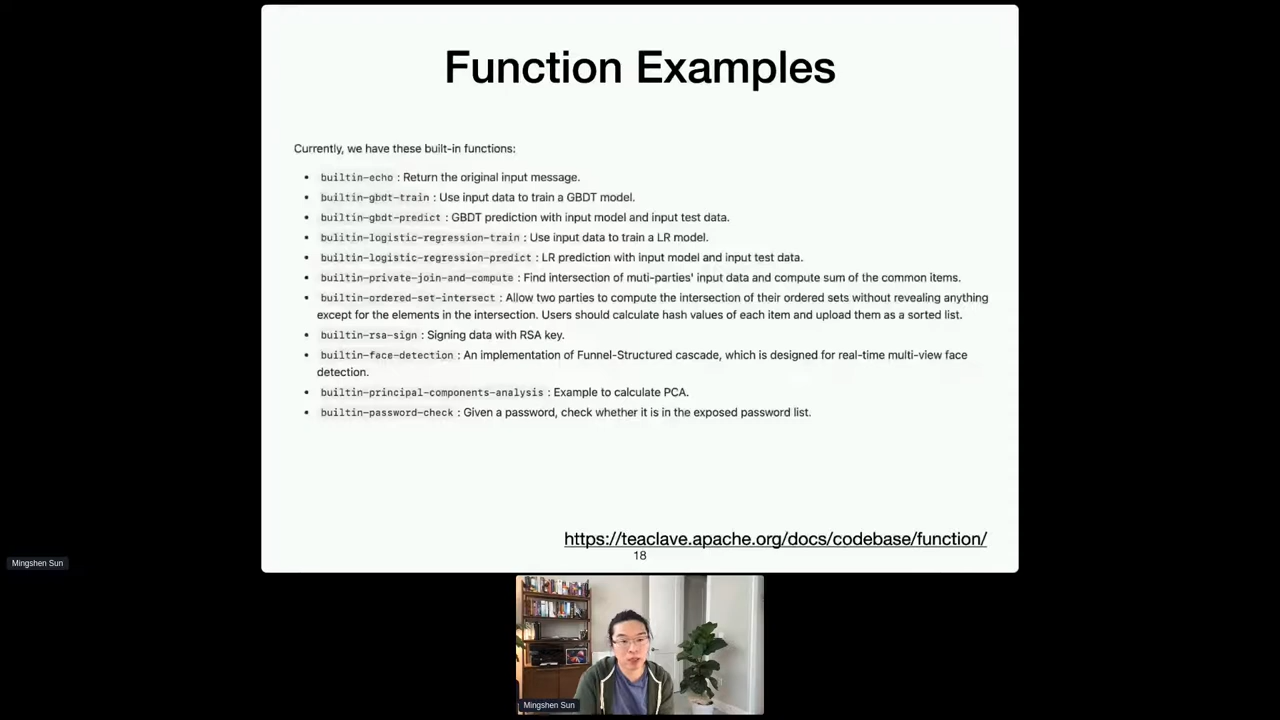 Function Examples
Currently, we have these built-in functions:
• builtin-echo : Return the original input message.
• builtin-gbdt-train : Use input data to train a GBDT model.
• builtin-gbdt-predict : GBDT prediction with input model and input test data.
• bulitin-logistic-regression-train : Use input data to train a LR model.
• builtin-logistic-regression-predict : LR prediction with input model and input test data.
• builtin-private-join-and-compute : Find intersection of muti-parties' input data and compute sum of the common items.
• builtin-ordered-set-intersect : Allow two parties to compute the intersection of their ordered sets without revealing anything
except for the elements in the intersection. Users should calculate hash values of each item and upload them as a sorted list.
• builtin-rsa-sign : Signing data with RSA key.
• builtin-face-detection : An implementation of Funnel-Structured cascade, which is designed for real-time multi-view face
detection.
• builtin-principal-components-analysis : Example to calculate PCA.
• builtin-password-check : Given a password, check whether it is in the exposed password list.
https://teaclave.apache.org/docs/codebase/function/
18
Mingshen Sun
Mingshen Sun